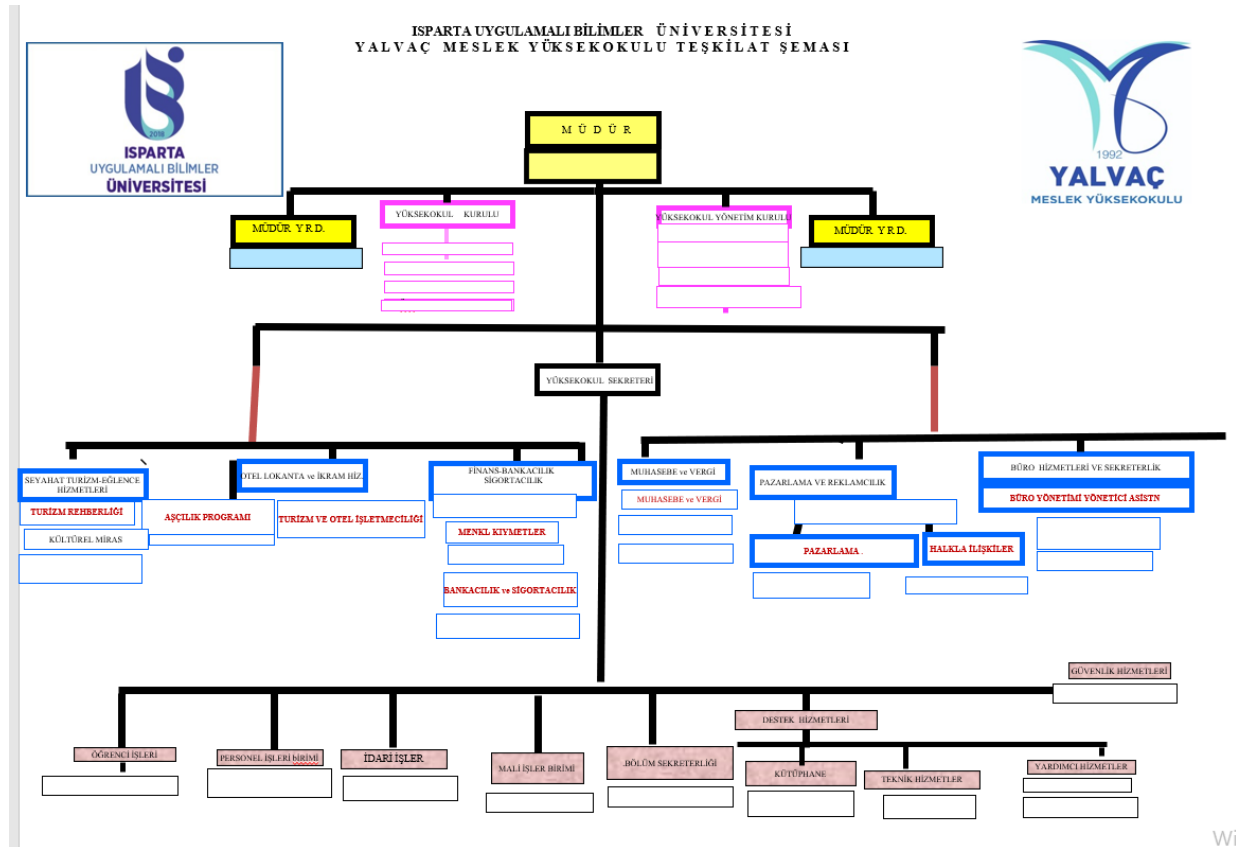 ISPARTA UYGULAMALI BİLİMLER ÜNİVERSİTESİ
YALVAÇ MESLEK YÜKSEKOKULU TEŞKİLAT ŞEMASI
2018
ISPARTA
UYGULAMALI BİLİMLER
ÜNİVERSİTESİ
1992
YALVAÇ
MESLEK YÜKSEKOKULU
MÜDÜR
MÜDÜR YRD.
YÜKSEKOKUL KURULU
YÜKSEKOKUL YÖNETİM KURULU
MÜDÜR YRD.
YÜKSEKOKUL SEKRETERİ
SEYAHAT TURİZM-EĞLENCE
HİZMETLERİ
TURİZM REHBERLİĞİ
KÜLTÜREL MİRAS
AŞÇILIK PROGRAMI
OTEL LOKANTA ve İKRAM HİZ.
TURİZM VE OTEL İŞLETMECİLİĞİ
FİNANS-BANKACILIK
SİGORTACILIK
MENKL KIYMETLER
BANKACILIK ve SİGORTACILIK
MUHASEBE ve VERGİ
MUHASEBE ve VERGİ
PAZARLAMA VE REKLAMCILIK
PAZARLAMA .
HALKLA İLİŞKİLER
BÜRO HİZMETLERİ VE SEKRETERLİK
BÜRO YÖNETİMİ YÖNETİCİ ASİSTN
GÜVENLİK HİZMETLERİ
ÖĞRENCİ İŞLERİ
PERSONEL İŞLERİ BİRİMİ
İDARİ İŞLER
MALİ İŞLER BİRİMİ
BÖLÜM SEKRETERLİĞİ
DESTEK HİZMETLERİ
KÜTÜPHANE
TEKNİK HİZMETLER
YARDIMCI HİZMETLER
Wi